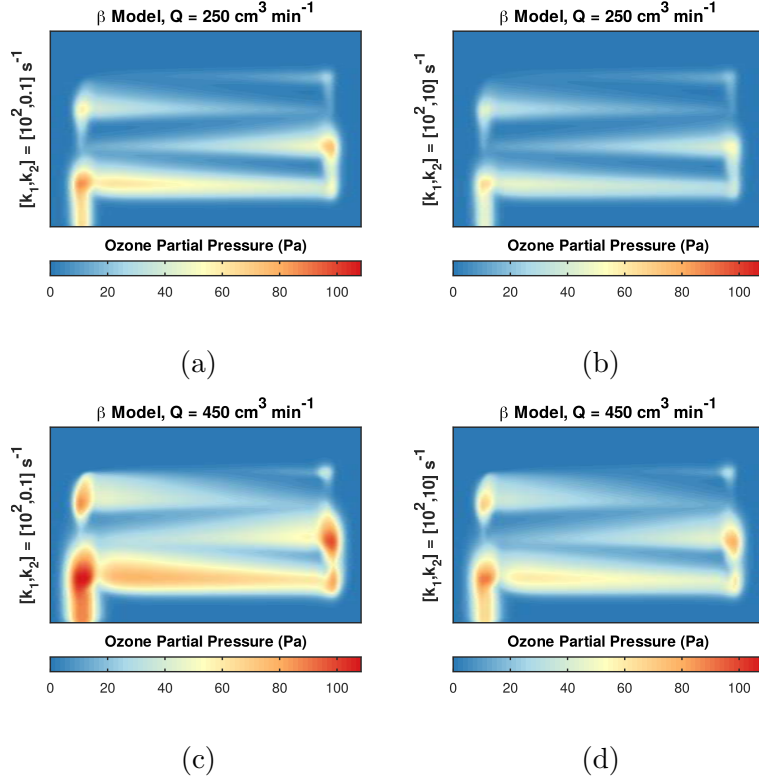 β Model, Q = 250 cm³ min⁻¹
[k₁,k₂] = [10²,0.1] s⁻¹
Ozone Partial Pressure (Pa)
0 20 40 60 80 100
(a)
β Model, Q = 250 cm³ min⁻¹
[k₁,k₂] = [10²,10] s⁻¹
Ozone Partial Pressure (Pa)
0 20 40 60 80 100
(b)
β Model, Q = 450 cm³ min⁻¹
[k₁,k₂] = [10²,0.1] s⁻¹
Ozone Partial Pressure (Pa)
0 20 40 60 80 100
(c)
β Model, Q = 450 cm³ min⁻¹
[k₁,k₂] = [10²,10] s⁻¹
Ozone Partial Pressure (Pa)
0 20 40 60 80 100
(d)